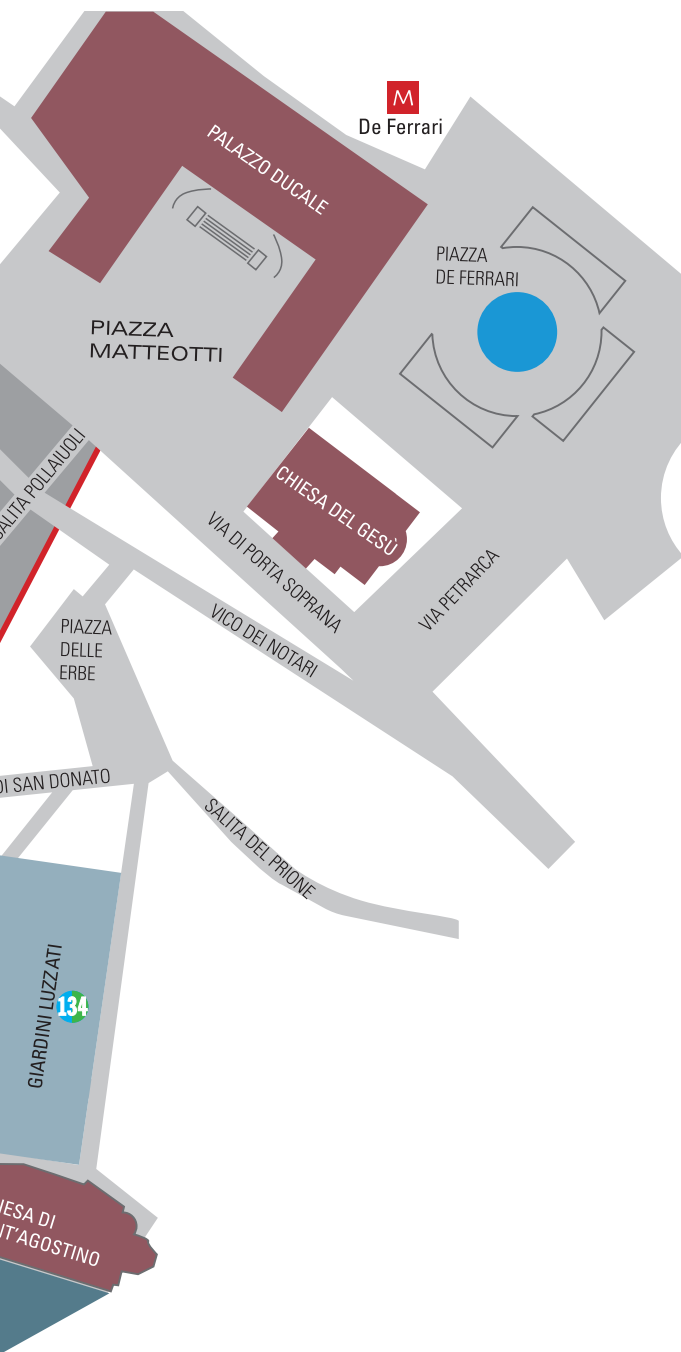 M
De Ferrari
PALAZZO DUCALE
PIAZZA
DE FERRARI
PIAZZA
MATTEOTTI
SALITA POLLAIUOLI
CHIESA DEL GESÙ
VIA DI PORTA SOPRANA
VIA PETRARCA
VICO DEI NOTARI
PIAZZA
DELLE
ERBE
DI SAN DONATO
SALITA DEL PRIONE
GIARDINI LUZZATI
134
IESA DI
NT'AGOSTINO